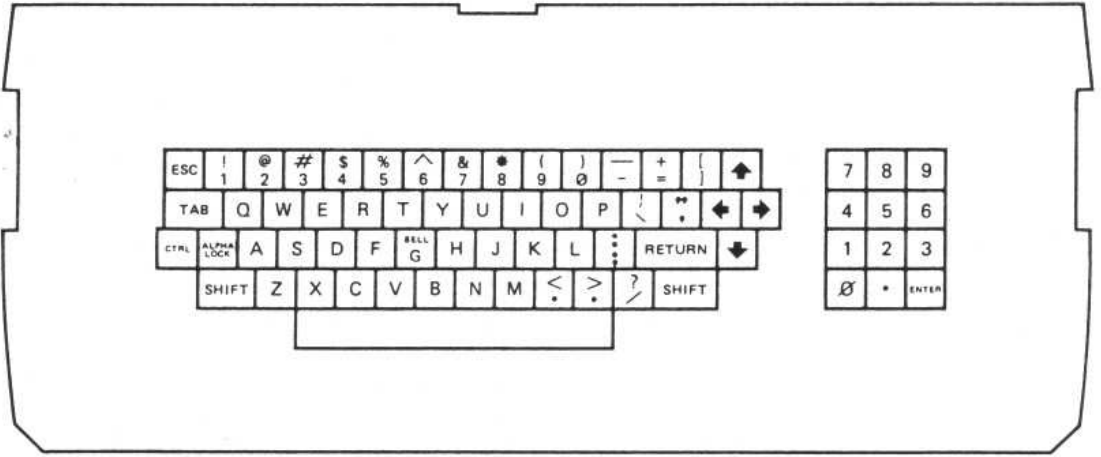 ESC ! 1 @ 2 # 3 $ 4 % 5 ^ 6 & 7 * 8 ( 9 ) Ø — - + = [ ] ↑ 7 8 9
TAB Q W E R T Y U I O P ¦ \ " ' ← → 4 5 6
CTRL ALPHA LOCK A S D F BELL G H J K L : ; RETURN ↓ 1 2 3
SHIFT Z X C V B N M < , > . ? / SHIFT Ø . ENTER